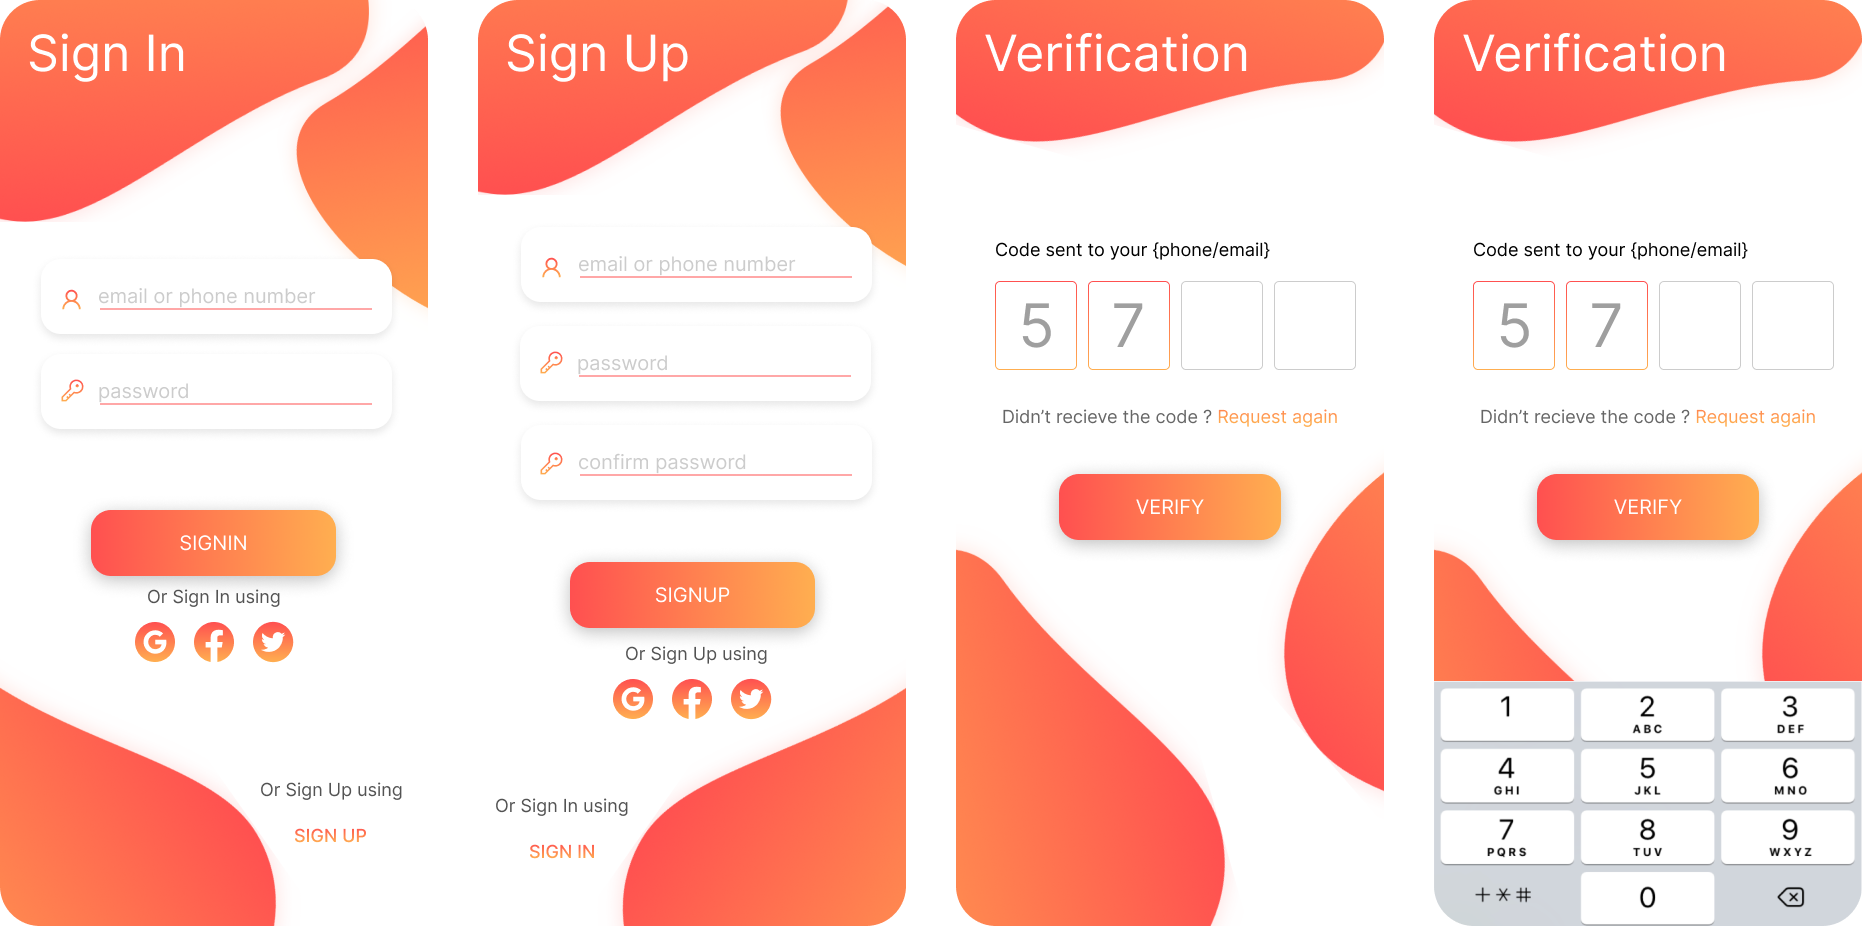 Sign In
email or phone number
password
SIGNIN
Or Sign In using
Or Sign Up using
SIGN UP
Sign Up
email or phone number
password
confirm password
SIGNUP
Or Sign Up using
Or Sign In using
SIGN IN
Verification
Code sent to your {phone/email}
5 7
Didn't recieve the code ? Request again
VERIFY
Verification
Code sent to your {phone/email}
5 7
Didn't recieve the code ? Request again
VERIFY
1 2 3
ABC DEF
4 5 6
GHI JKL MNO
7 8 9
PQRS TUV WXYZ
+*# 0